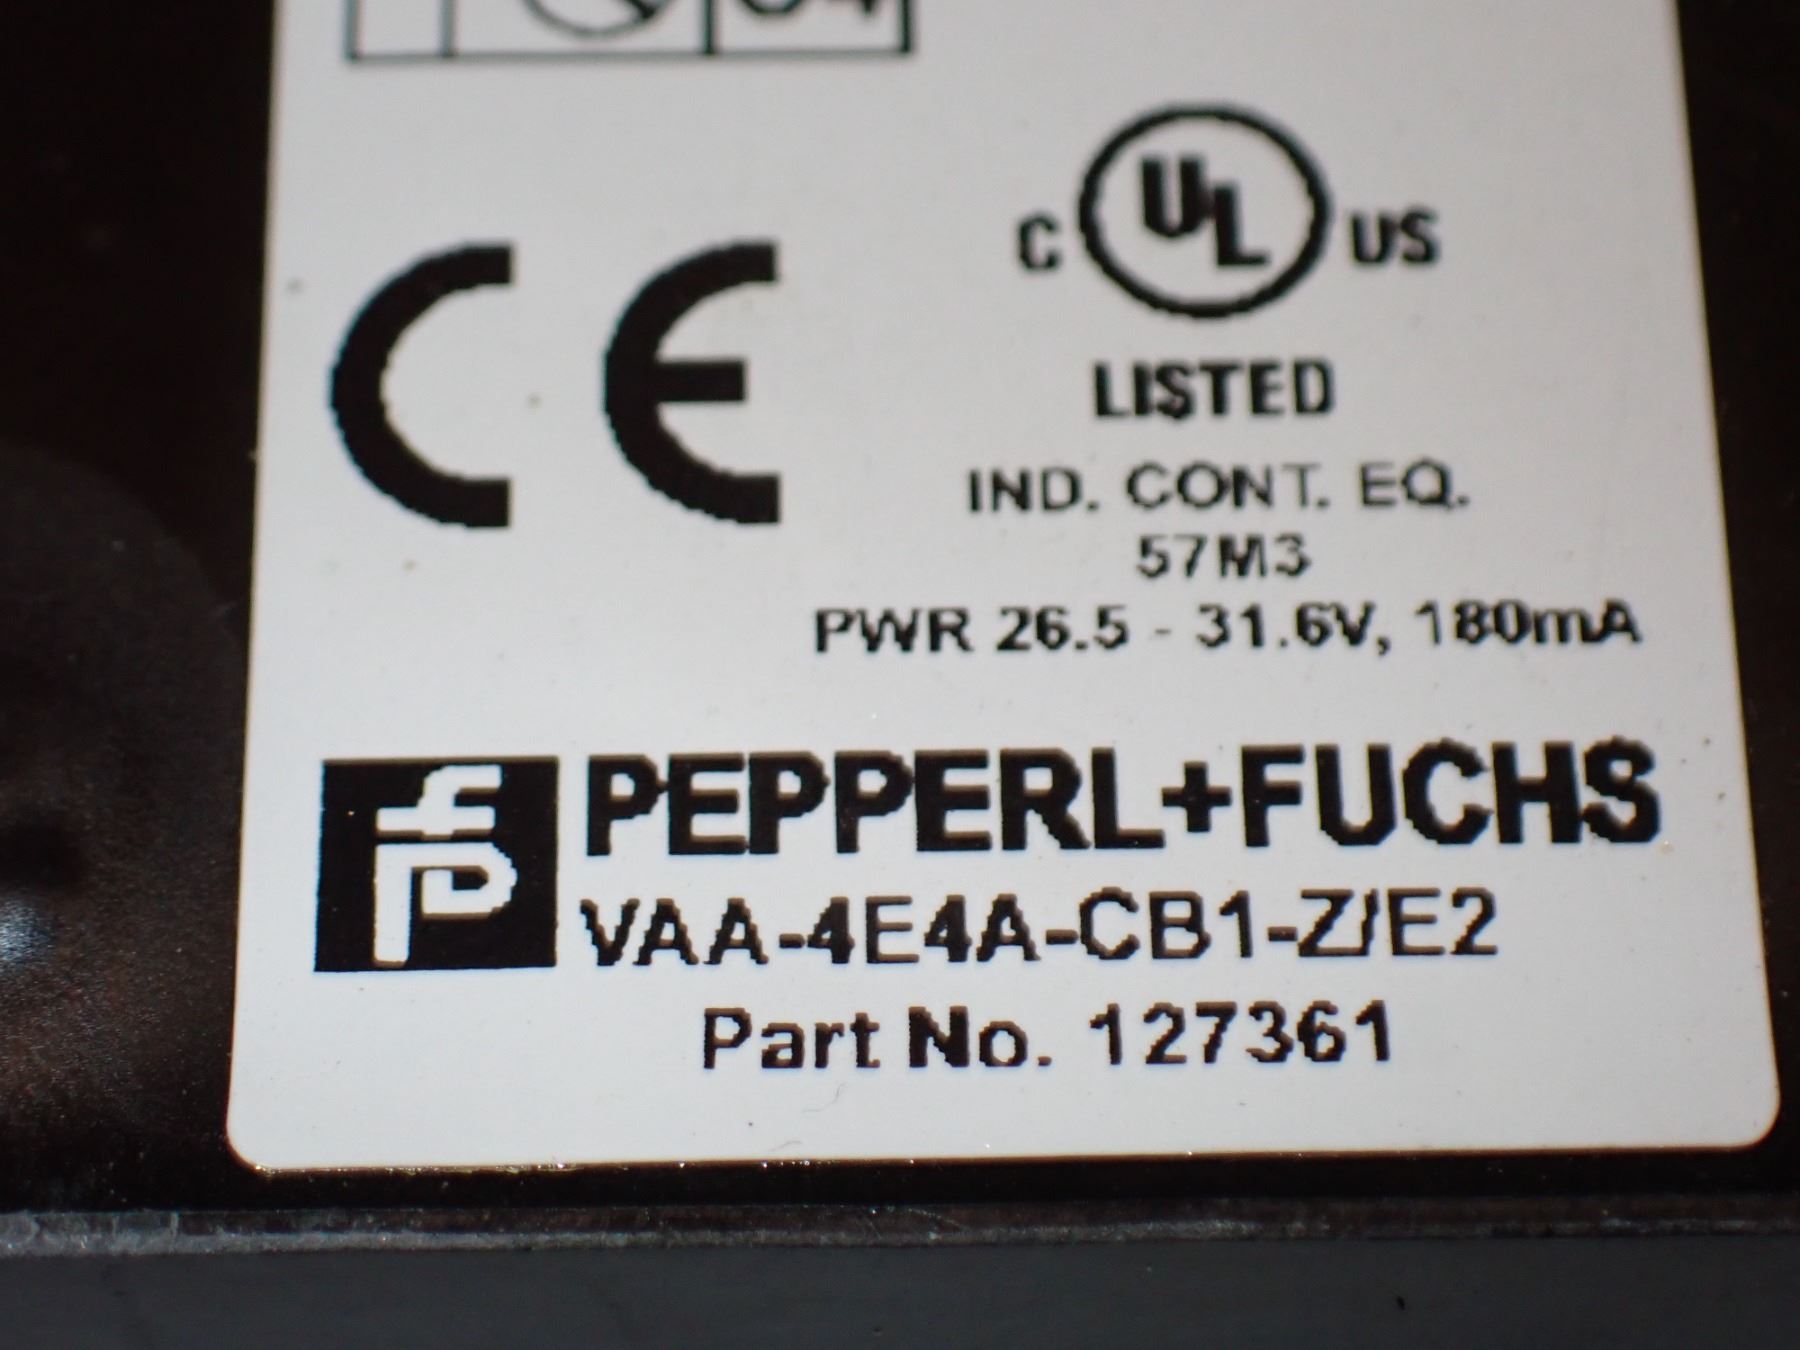 C UL US
CE
LISTED
IND. CONT. EQ.
57M3
PWR 26.5 - 31.6V, 180mA
PEPPERL+FUCHS
VAA-4E4A-CB1-Z/E2
Part No. 127361